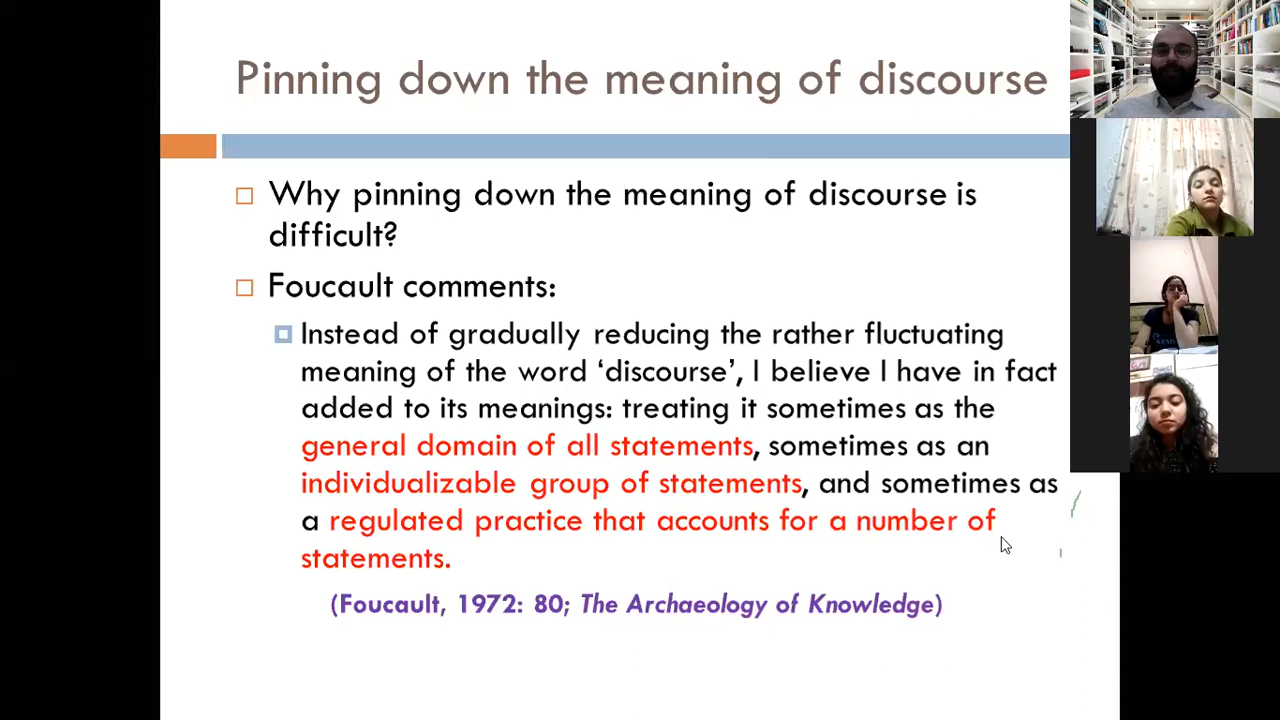 Pinning down the meaning of discourse
Why pinning down the meaning of discourse is
difficult?
Foucault comments:
Instead of gradually reducing the rather fluctuating
meaning of the word ‘discourse’, I believe I have in fact
added to its meanings: treating it sometimes as the
general domain of all statements, sometimes as an
individualizable group of statements, and sometimes as
a regulated practice that accounts for a number of
statements.
(Foucault, 1972: 80; The Archaeology of Knowledge)